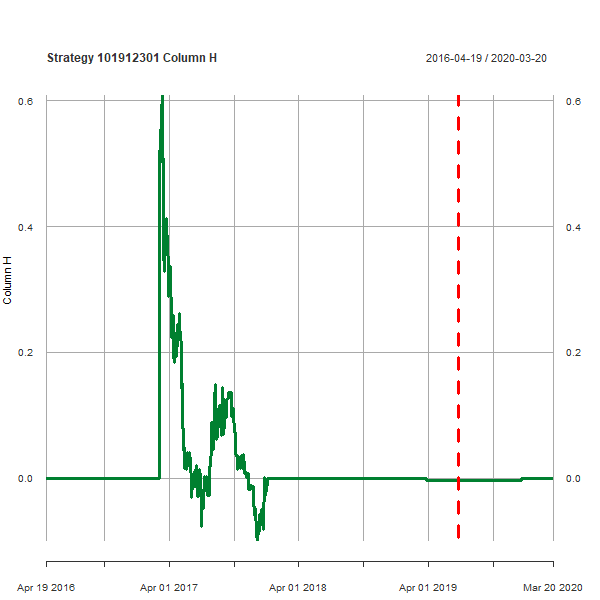 Strategy 101912301 Column H
2016-04-19 / 2020-03-20
0.6 0.6
0.4 0.4
Column H
0.2 0.2
0.0 0.0
Apr 19 2016 Apr 01 2017 Apr 01 2018 Apr 01 2019 Mar 20 2020